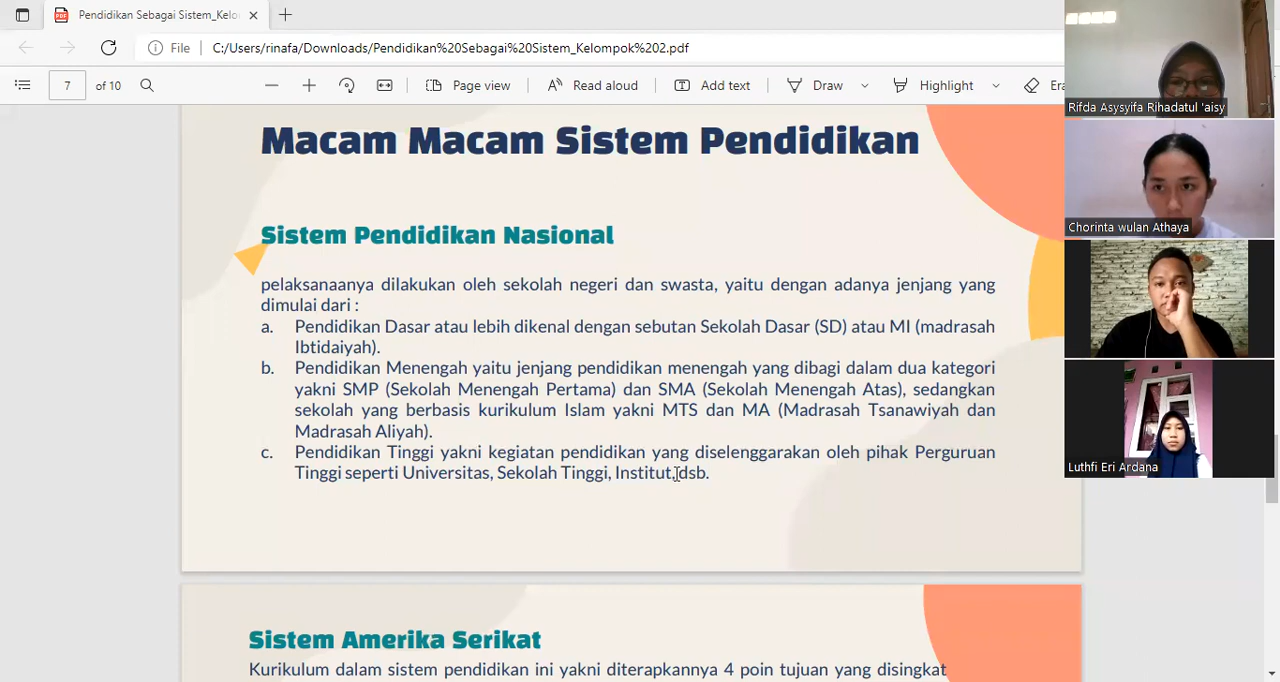 Pendidikan Sebagai Sistem_Kelo
File
C:/Users/rinafa/Downloads/Pendidikan%20Sebagai%20Sistem_Kelompok%202.pdf
7 of 10
Page view
Read aloud
Add text
Draw
Highlight
Era
Macam Macam Sistem Pendidikan
Sistem Pendidikan Nasional
pelaksanaanya dilakukan oleh sekolah negeri dan swasta, yaitu dengan adanya jenjang yang
dimulai dari :
a. Pendidikan Dasar atau lebih dikenal dengan sebutan Sekolah Dasar (SD) atau MI (madrasah
Ibtidaiyah).
b. Pendidikan Menengah yaitu jenjang pendidikan menengah yang dibagi dalam dua kategori
yakni SMP (Sekolah Menengah Pertama) dan SMA (Sekolah Menengah Atas), sedangkan
sekolah yang berbasis kurikulum Islam yakni MTS dan MA (Madrasah Tsanawiyah dan
Madrasah Aliyah).
c. Pendidikan Tinggi yakni kegiatan pendidikan yang diselenggarakan oleh pihak Perguruan
Tinggi seperti Universitas, Sekolah Tinggi, Institut,dsb.
Sistem Amerika Serikat
Kurikulum dalam sistem pendidikan ini yakni diterapkannya 4 poin tujuan yang disingkat
Rifda Asysyifa Rihadatul 'aisy
Chorinta wulan Athaya
Luthfi Eri Ardana